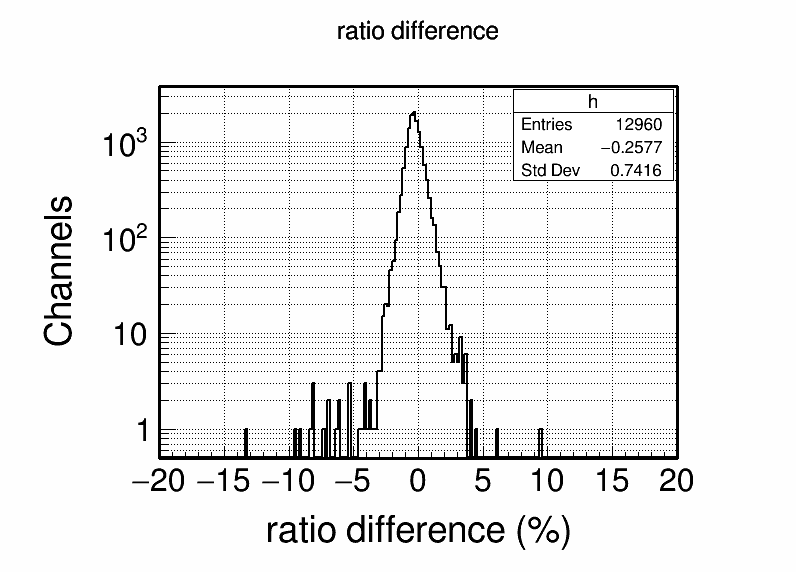 ratio difference
h
Entries 12960
Mean −0.2577
Std Dev 0.7416
10³
10²
10
1
Channels
−20 −15 −10 −5 0 5 10 15 20
ratio difference (%)